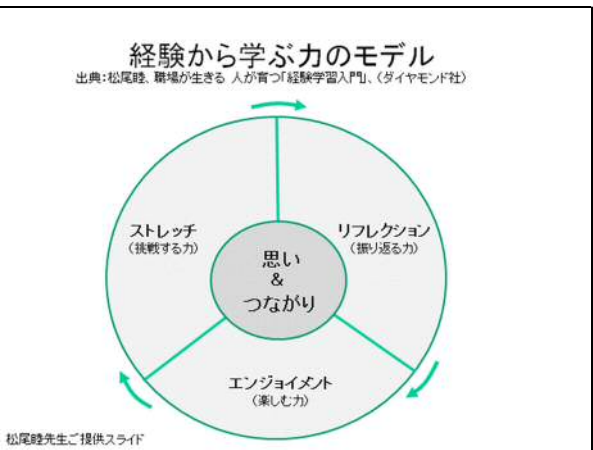 経験から学ぶ力のモデル
出典：松尾睦、職場が生きる 人が育つ「経験学習入門」、（ダイヤモンド社）
ストレッチ
（挑戦する力）
リフレクション
（振り返る力）
思い
&
つながり
エンジョイメント
（楽しむ力）
松尾睦先生ご提供スライド